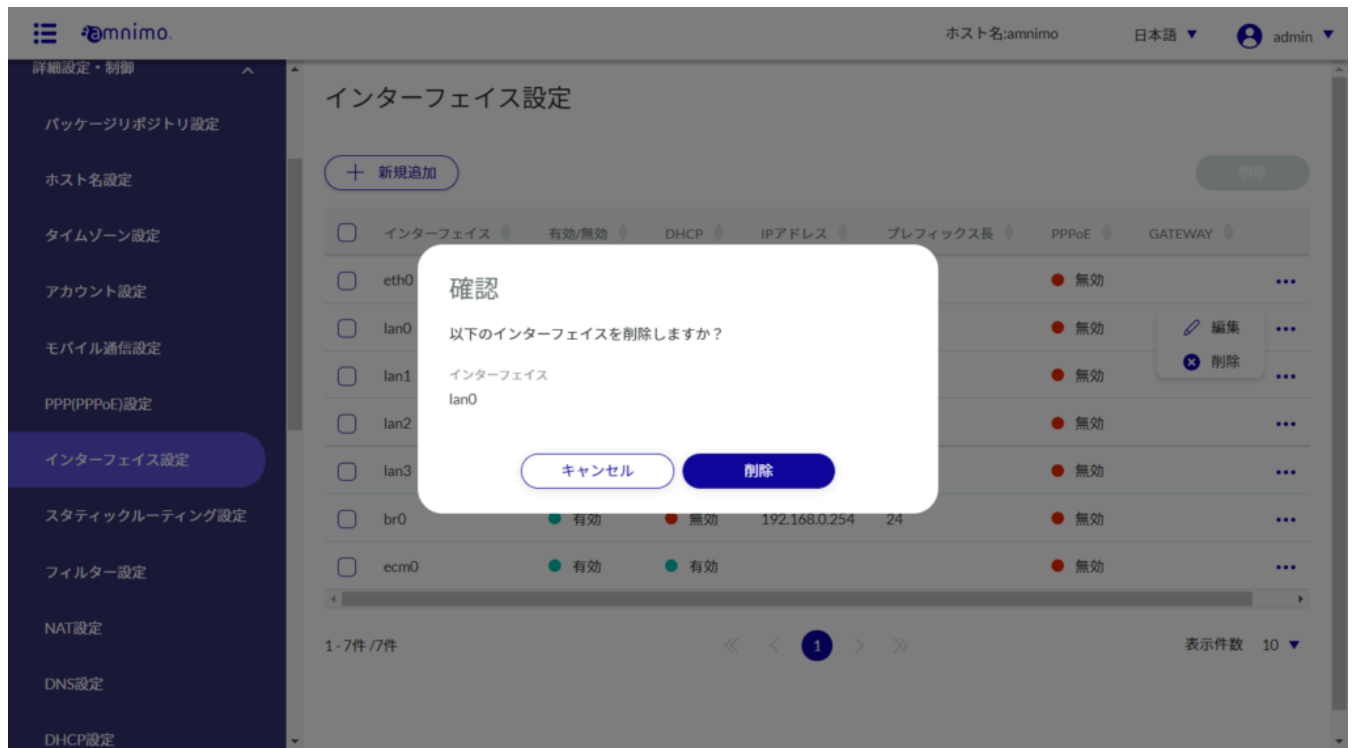 amnimo
ホスト名:amnimo 日本語 admin
詳細設定・制御
パッケージリポジトリ設定
ホスト名設定
タイムゾーン設定
アカウント設定
モバイル通信設定
PPP(PPPoE)設定
インターフェイス設定
スタティックルーティング設定
フィルター設定
NAT設定
DNS設定
DHCP設定
インターフェイス設定
新規追加 削除
インターフェイス 有効/無効 DHCP IPアドレス プレフィックス長 PPPoE GATEWAY
eth0 無効
lan0 無効
lan1 無効
lan2 無効
lan3 無効
br0 有効 無効 192.168.0.254 24 無効
ecm0 有効 有効 無効
編集
削除
確認
以下のインターフェイスを削除しますか？
インターフェイス
lan0
キャンセル 削除
1 - 7件 /7件 1 表示件数 10